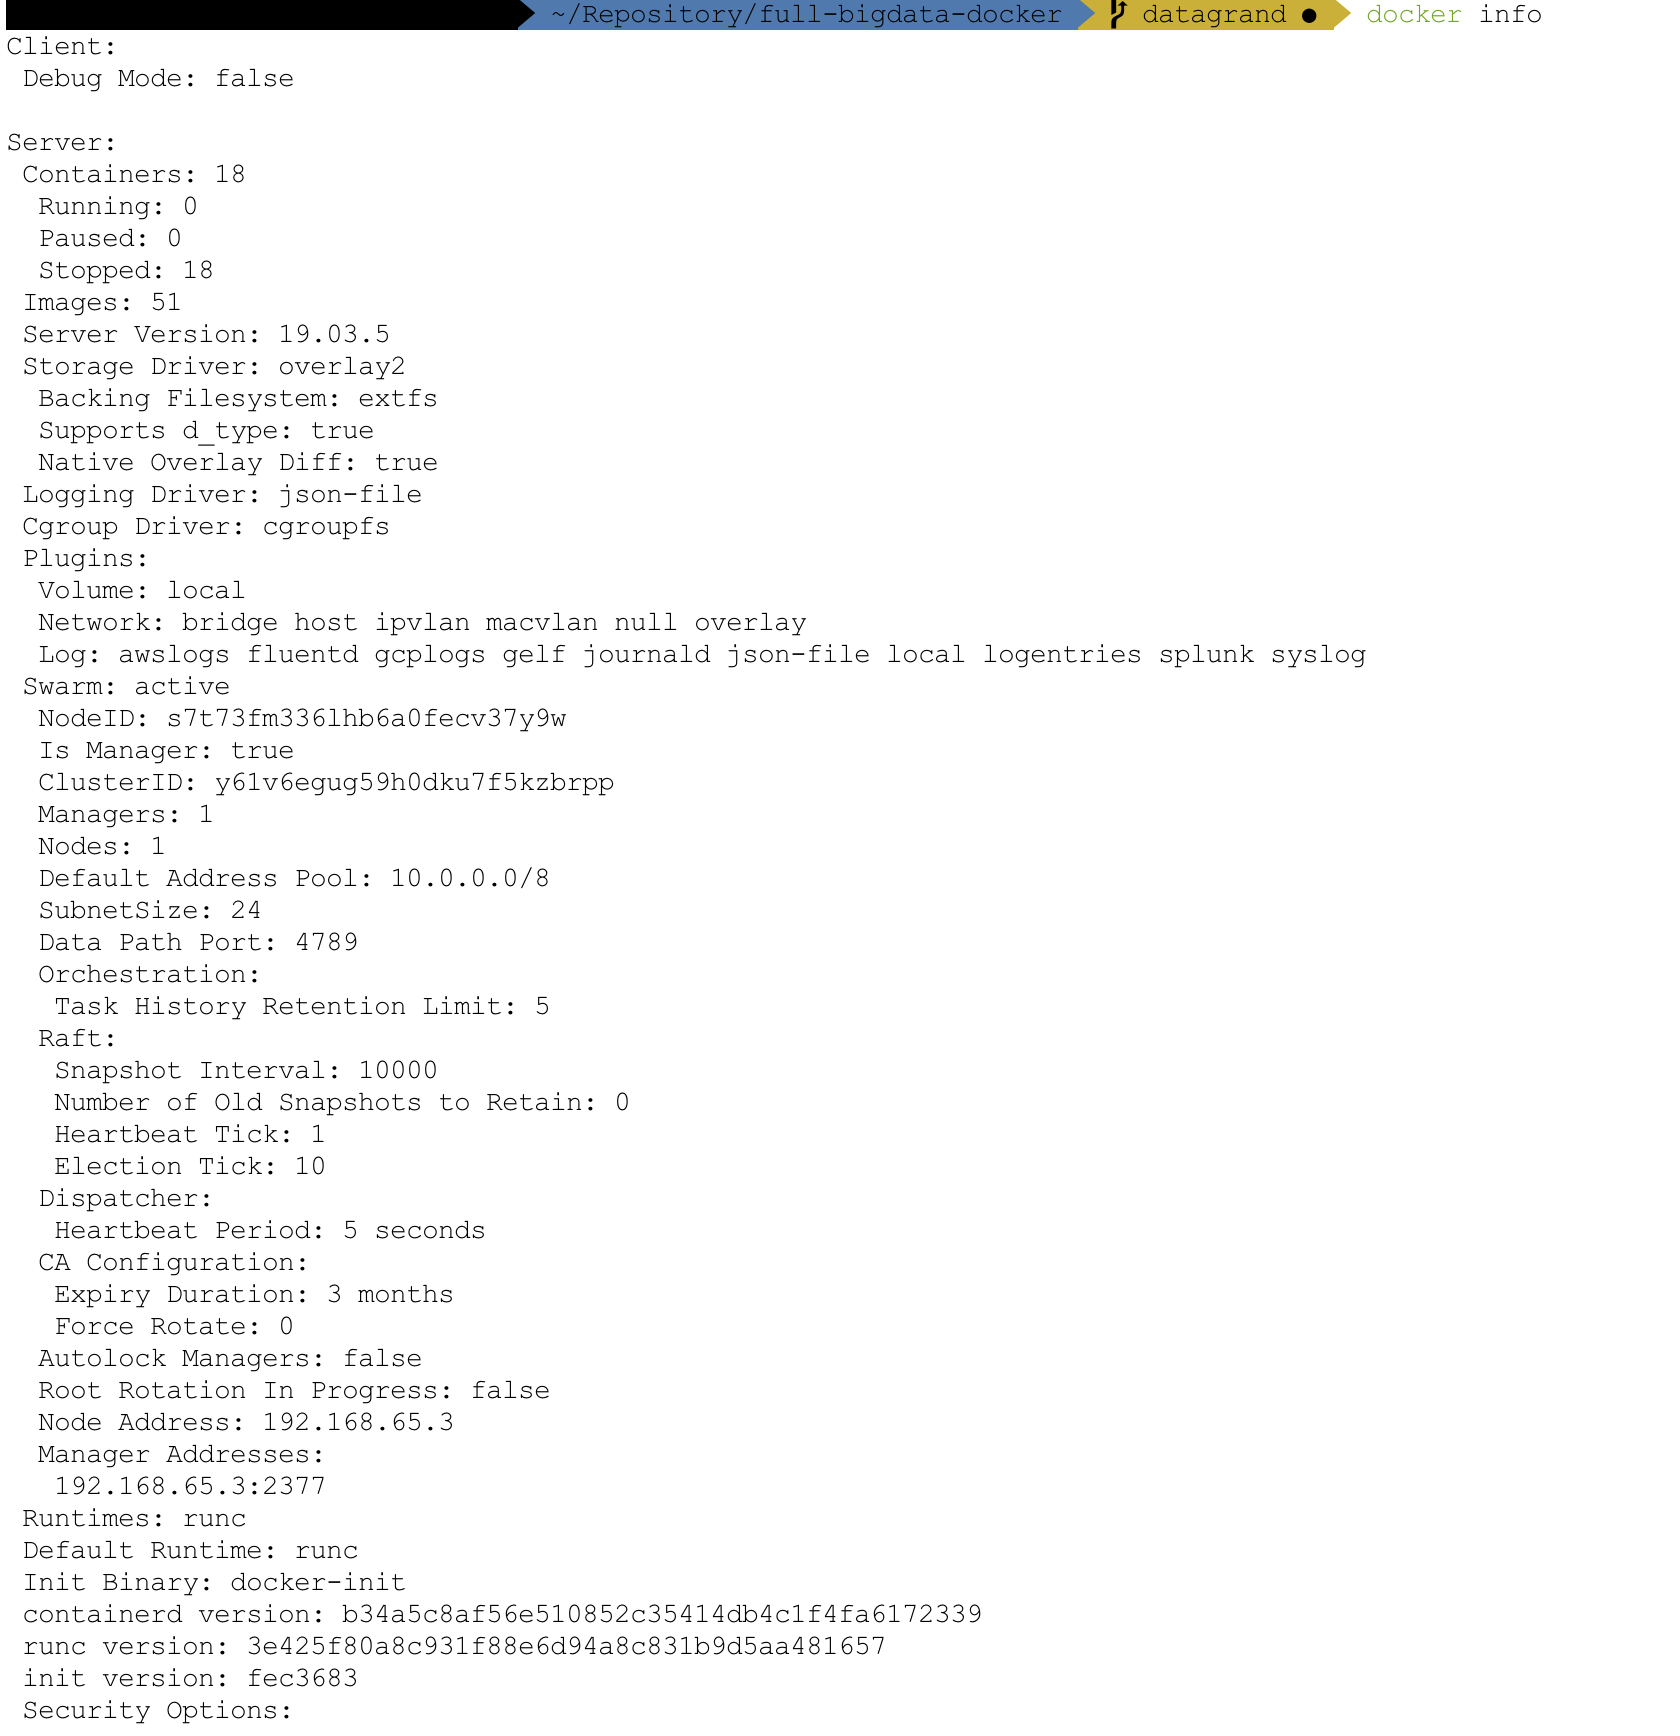 ~/Repository/full-bigdata-docker datagrand ● docker info
Client:
 Debug Mode: false

Server:
 Containers: 18
  Running: 0
  Paused: 0
  Stopped: 18
 Images: 51
 Server Version: 19.03.5
 Storage Driver: overlay2
  Backing Filesystem: extfs
  Supports d_type: true
  Native Overlay Diff: true
 Logging Driver: json-file
 Cgroup Driver: cgroupfs
 Plugins:
  Volume: local
  Network: bridge host ipvlan macvlan null overlay
  Log: awslogs fluentd gcplogs gelf journald json-file local logentries splunk syslog
 Swarm: active
  NodeID: s7t73fm336lhb6a0fecv37y9w
  Is Manager: true
  ClusterID: y61v6egug59h0dku7f5kzbrpp
  Managers: 1
  Nodes: 1
  Default Address Pool: 10.0.0.0/8
  SubnetSize: 24
  Data Path Port: 4789
  Orchestration:
   Task History Retention Limit: 5
  Raft:
   Snapshot Interval: 10000
   Number of Old Snapshots to Retain: 0
   Heartbeat Tick: 1
   Election Tick: 10
  Dispatcher:
   Heartbeat Period: 5 seconds
  CA Configuration:
   Expiry Duration: 3 months
   Force Rotate: 0
  Autolock Managers: false
  Root Rotation In Progress: false
  Node Address: 192.168.65.3
  Manager Addresses:
   192.168.65.3:2377
 Runtimes: runc
 Default Runtime: runc
 Init Binary: docker-init
 containerd version: b34a5c8af56e510852c35414db4c1f4fa6172339
 runc version: 3e425f80a8c931f88e6d94a8c831b9d5aa481657
 init version: fec3683
 Security Options: